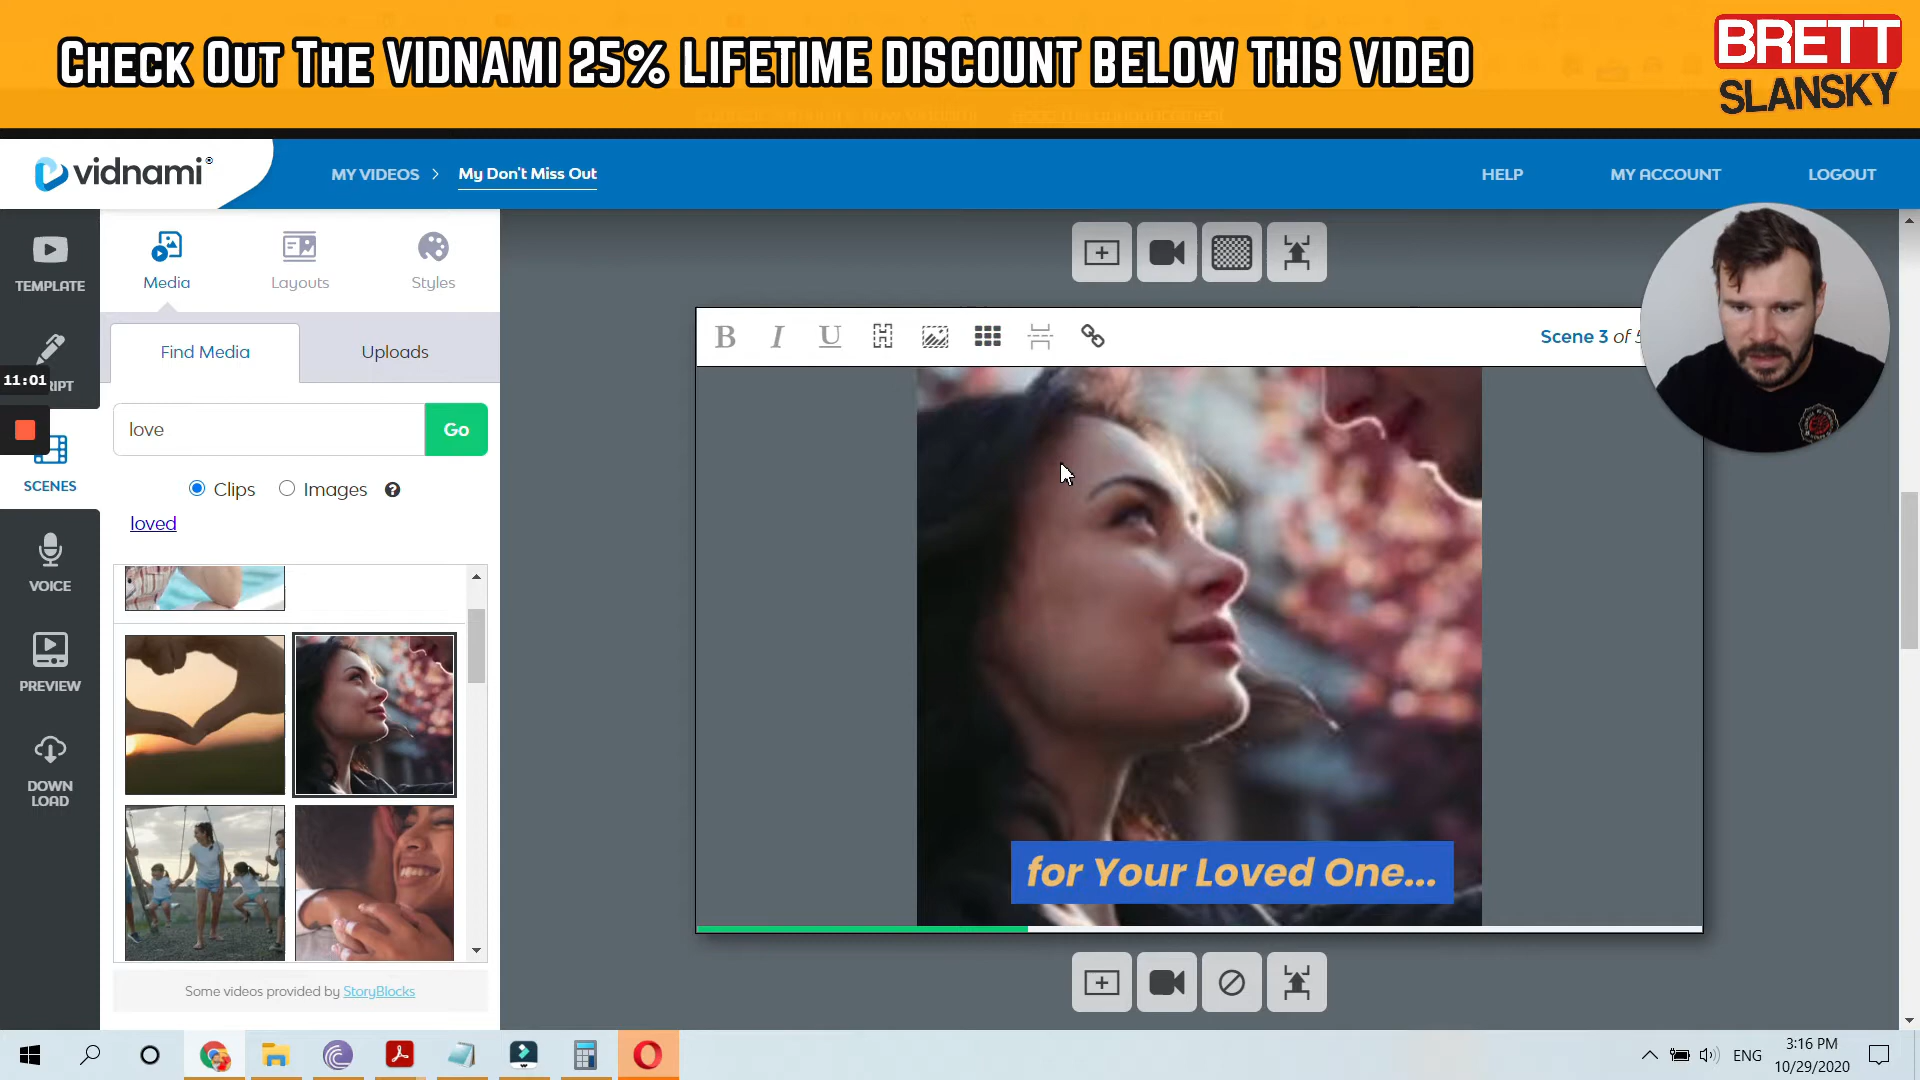 Check Out The VIDNAMI 25% LIFETIME DISCOUNT BELOW THIS VIDEO
BRETT
SLANSKY
vidnami®
MY VIDEOS > My Don't Miss Out
HELP
MY ACCOUNT
LOGOUT
TEMPLATE
SCENES
VOICE
PREVIEW
DOWN
LOAD
11:01
Media
Layouts
Styles
Find Media
Uploads
love
Go
Clips
Images
?
loved
Some videos provided by StoryBlocks
B I U H
Scene 3 of
for Your Loved One...
ENG
3:16 PM
10/29/2020